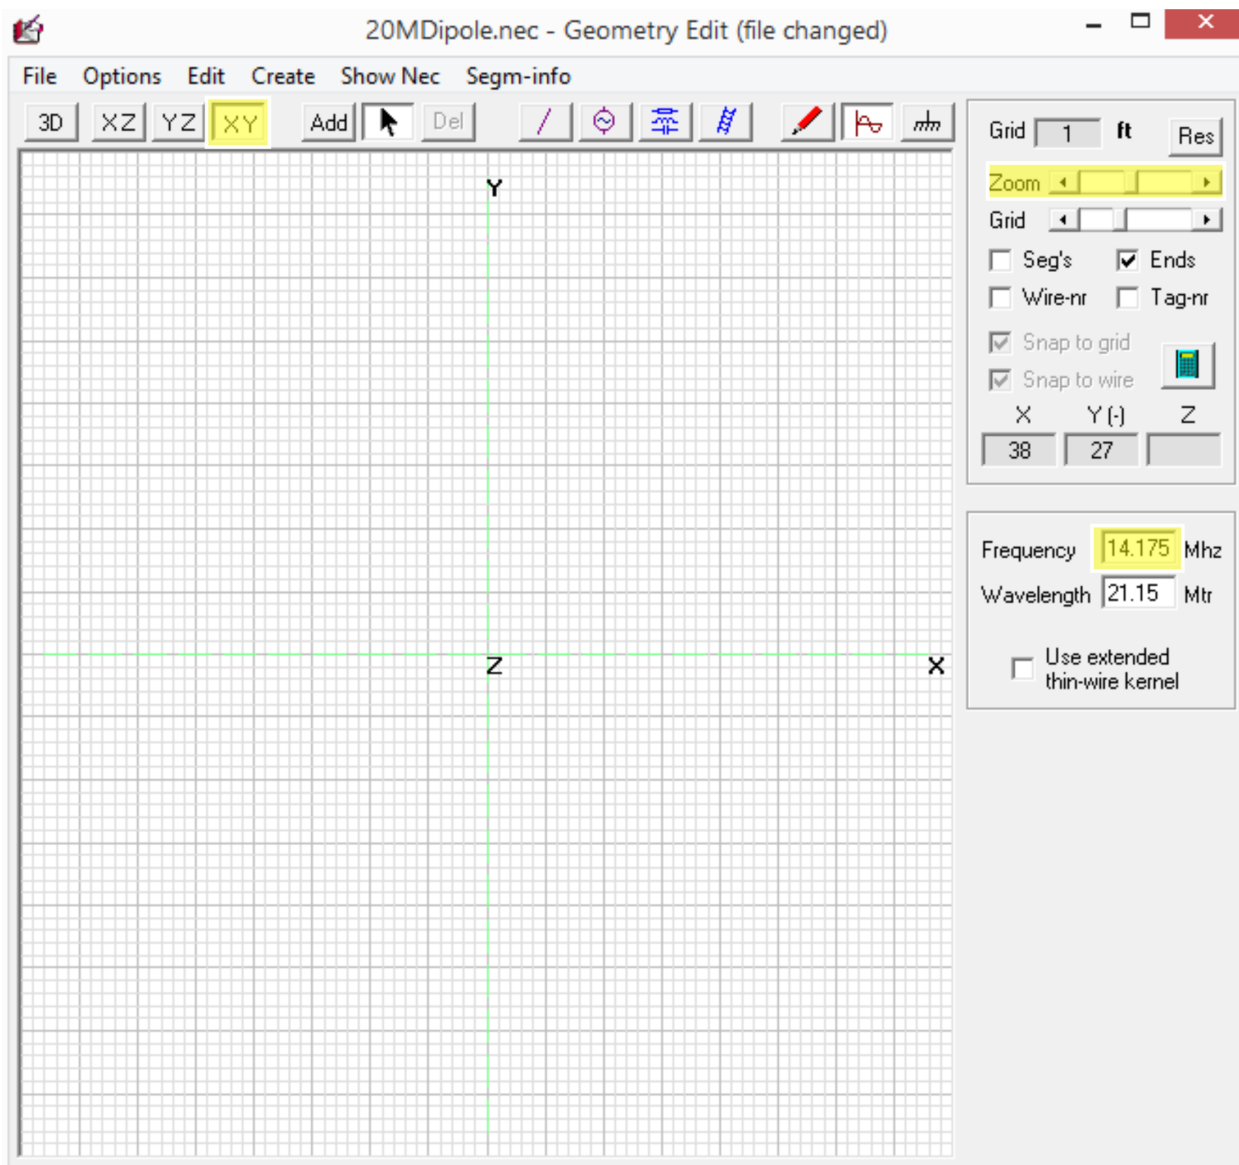 20MDipole.nec - Geometry Edit (file changed)
File Options Edit Create Show Nec Segm-info
3D XZ YZ XY Add Del
Grid 1 ft Res
Zoom
Grid
Seg's Ends
Wire-nr Tag-nr
Snap to grid
Snap to wire
X Y (-) Z
38 27
Frequency 14.175 Mhz
Wavelength 21.15 Mtr
Use extended
thin-wire kernel
Y
Z X